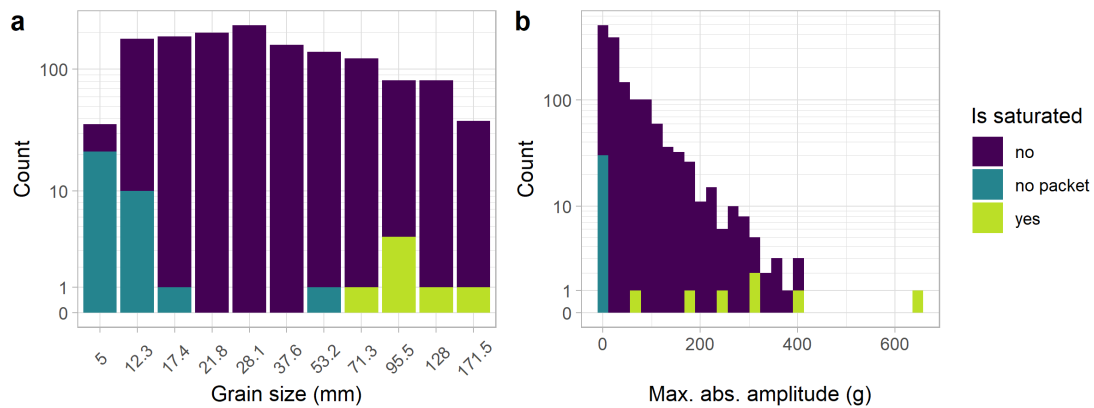 a
Count
100
10
1
0
5
12.3
17.4
21.8
28.1
37.6
53.2
71.3
95.5
128
171.5
Grain size (mm)
b
Count
100
10
1
0
0
200
400
600
Max. abs. amplitude (g)
Is saturated
no
no packet
yes